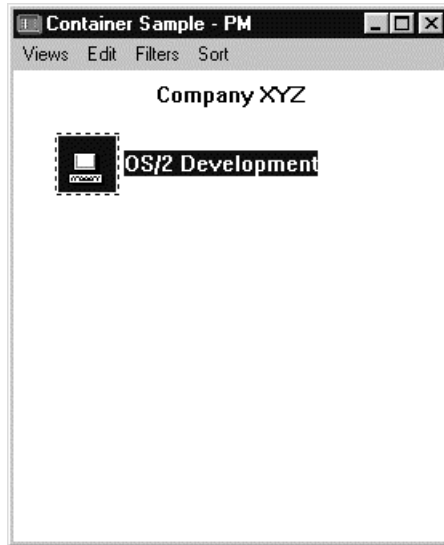 Container Sample - PM
Views Edit Filters Sort
Company XYZ
OS/2 Development